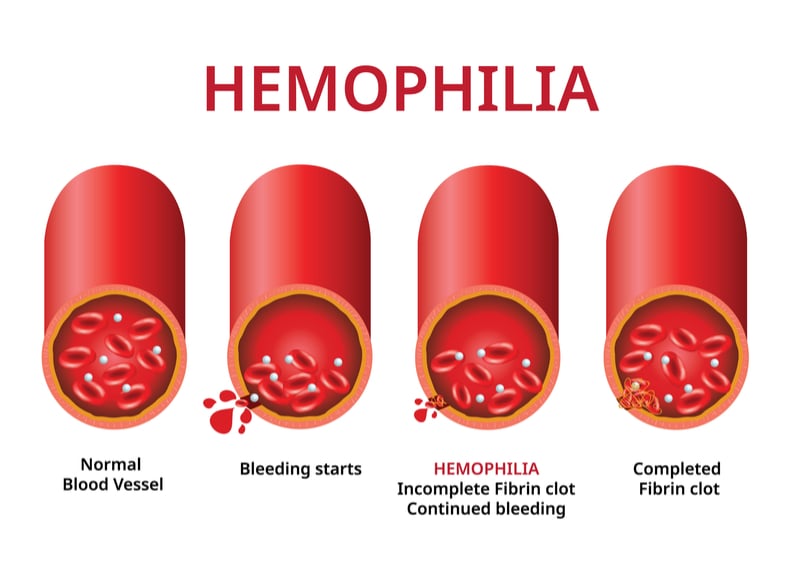 HEMOPHILIA
Normal
Blood Vessel
Bleeding starts
HEMOPHILIA
Incomplete Fibrin clot
Continued bleeding
Completed
Fibrin clot